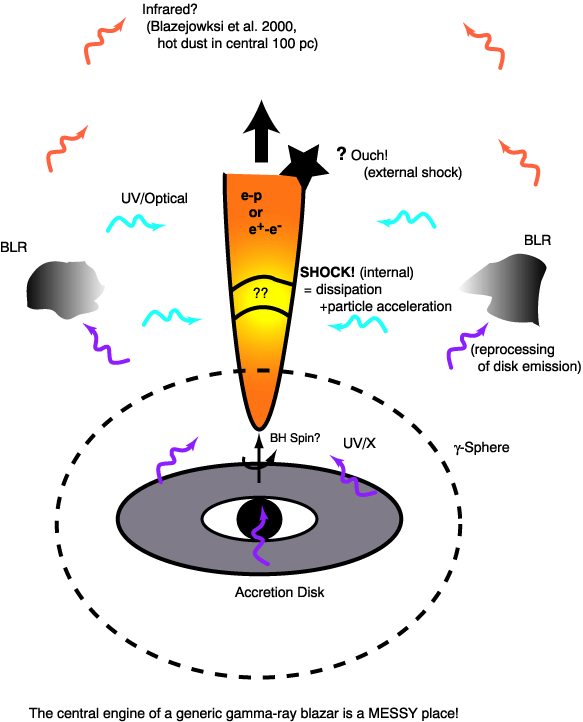 Infrared?
(Blazejowksi et al. 2000,
hot dust in central 100 pc)
? Ouch!
(external shock)
UV/Optical
e-p
or
e⁺-e⁻
BLR
BLR
SHOCK! (internal)
= dissipation
+particle acceleration
??
(reprocessing
of disk emission)
BH Spin?
UV/X
γ-Sphere
Accretion Disk
The central engine of a generic gamma-ray blazar is a MESSY place!